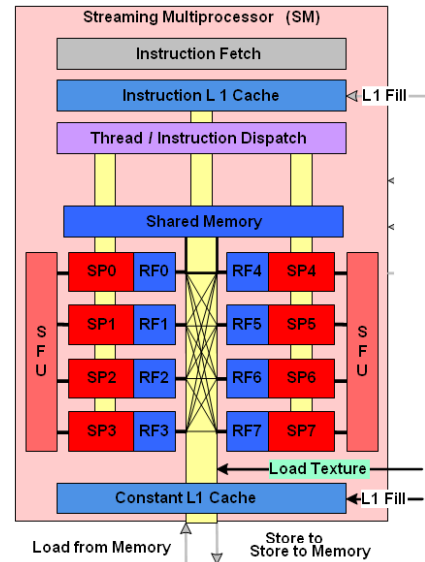 Streaming Multiprocessor (SM)
Instruction Fetch
Instruction L 1 Cache
L1 Fill
Thread / Instruction Dispatch
Shared Memory
SP0 RF0 RF4 SP4
SP1 RF1 RF5 SP5
SP2 RF2 RF6 SP6
SP3 RF3 RF7 SP7
S
F
U
S
F
U
Load Texture
Constant L1 Cache
L1 Fill
Load from Memory
Store to
Store to Memory